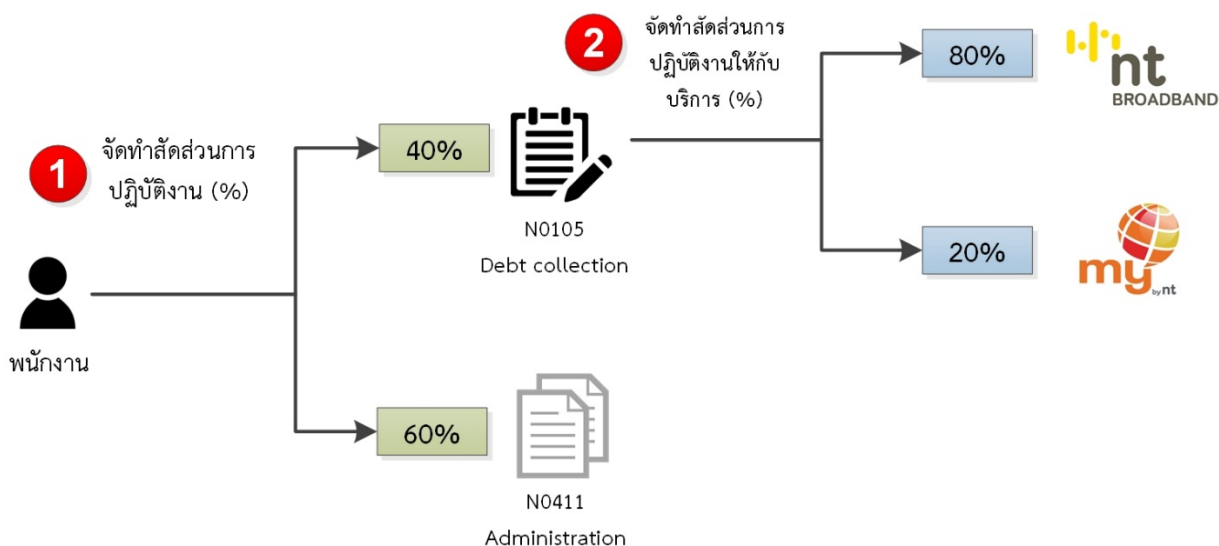 1
จัดทำสัดส่วนการ
ปฏิบัติงาน (%)
พนักงาน
40%
N0105
Debt collection
60%
N0411
Administration
2
จัดทำสัดส่วนการ
ปฏิบัติงานให้กับ
บริการ (%)
80%
nt
BROADBAND
20%
my
by nt